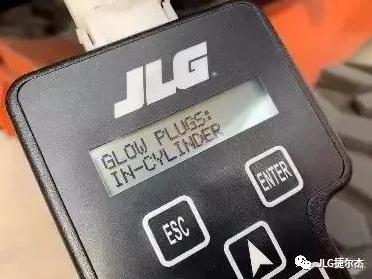 JLG
GLOW PLUGS:
IN-CYLINDER
ESC
ENTER
JLG捷尔杰